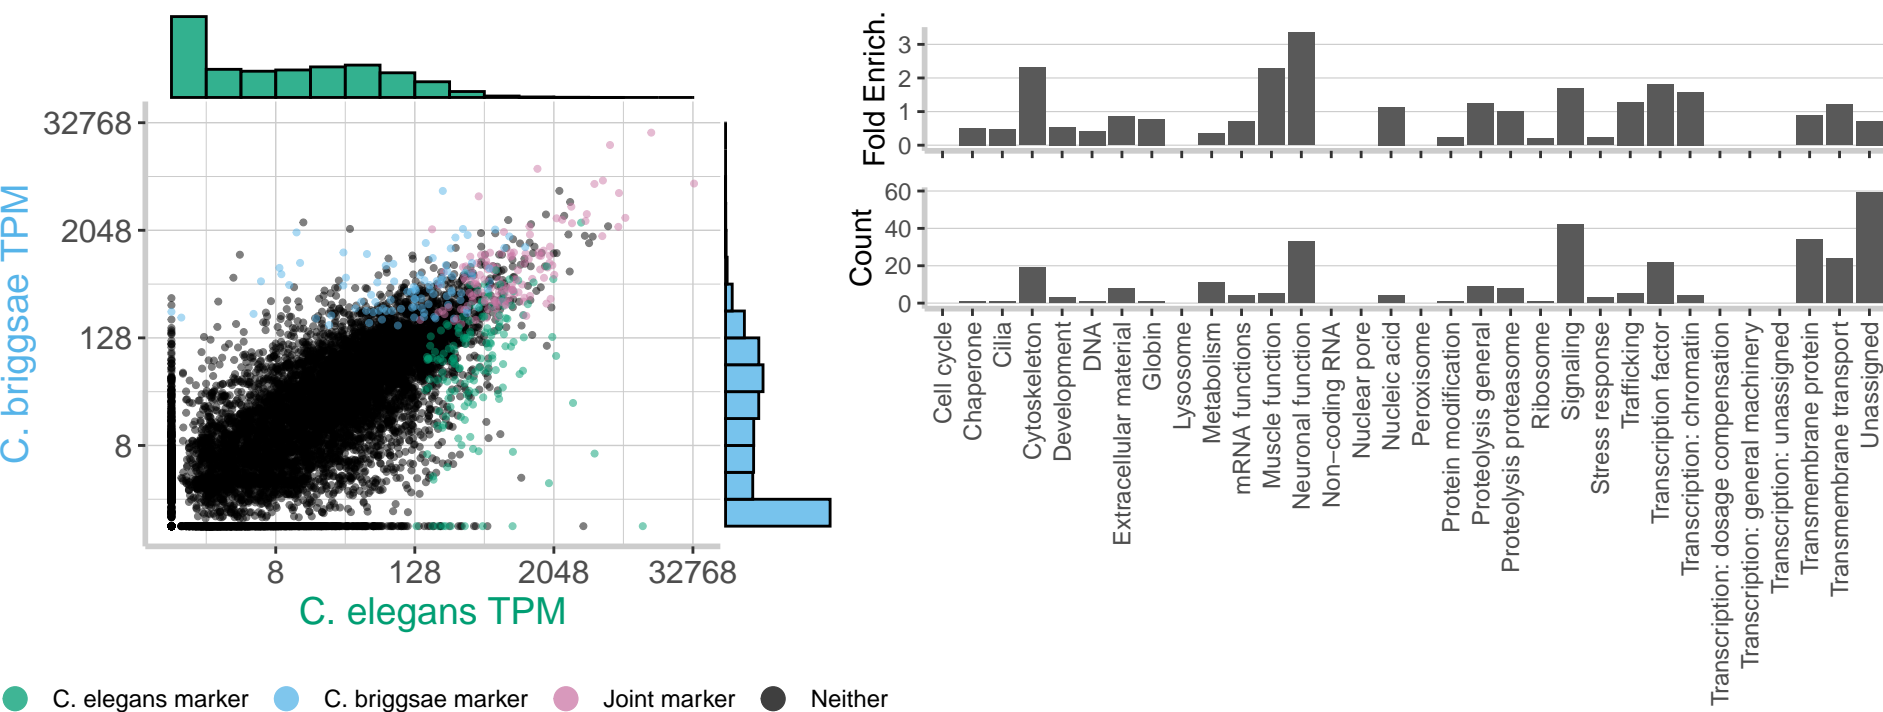 32768
2048
128
8
C. briggsae TPM
8
128
2048
32768
C. elegans TPM
C. elegans marker
C. briggsae marker
Joint marker
Neither
Fold Enrich.
3
2
1
0
Count
60
40
20
0
Cell cycle
Chaperone
Cilia
Cytoskeleton
Development
DNA
Extracellular material
Globin
Lysosome
Metabolism
mRNA functions
Muscle function
Neuronal function
Non−coding RNA
Nuclear pore
Nucleic acid
Peroxisome
Protein modification
Proteolysis general
Proteolysis proteasome
Ribosome
Signaling
Stress response
Trafficking
Transcription factor
Transcription: chromatin
Transcription: dosage compensation
Transcription: general machinery
Transcription: unassigned
Transmembrane protein
Transmembrane transport
Unassigned